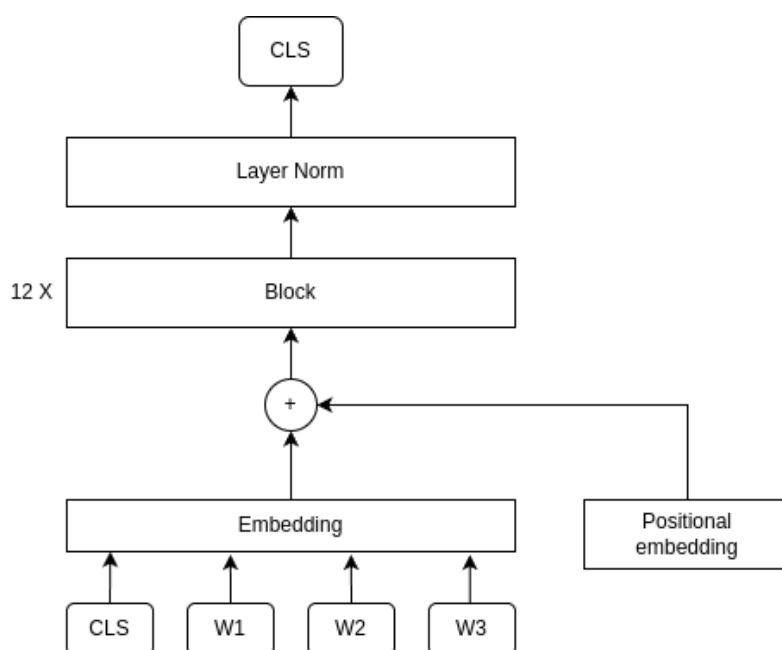 CLS
Layer Norm
12 X
Block
+
Embedding
Positional
embedding
CLS
W1
W2
W3